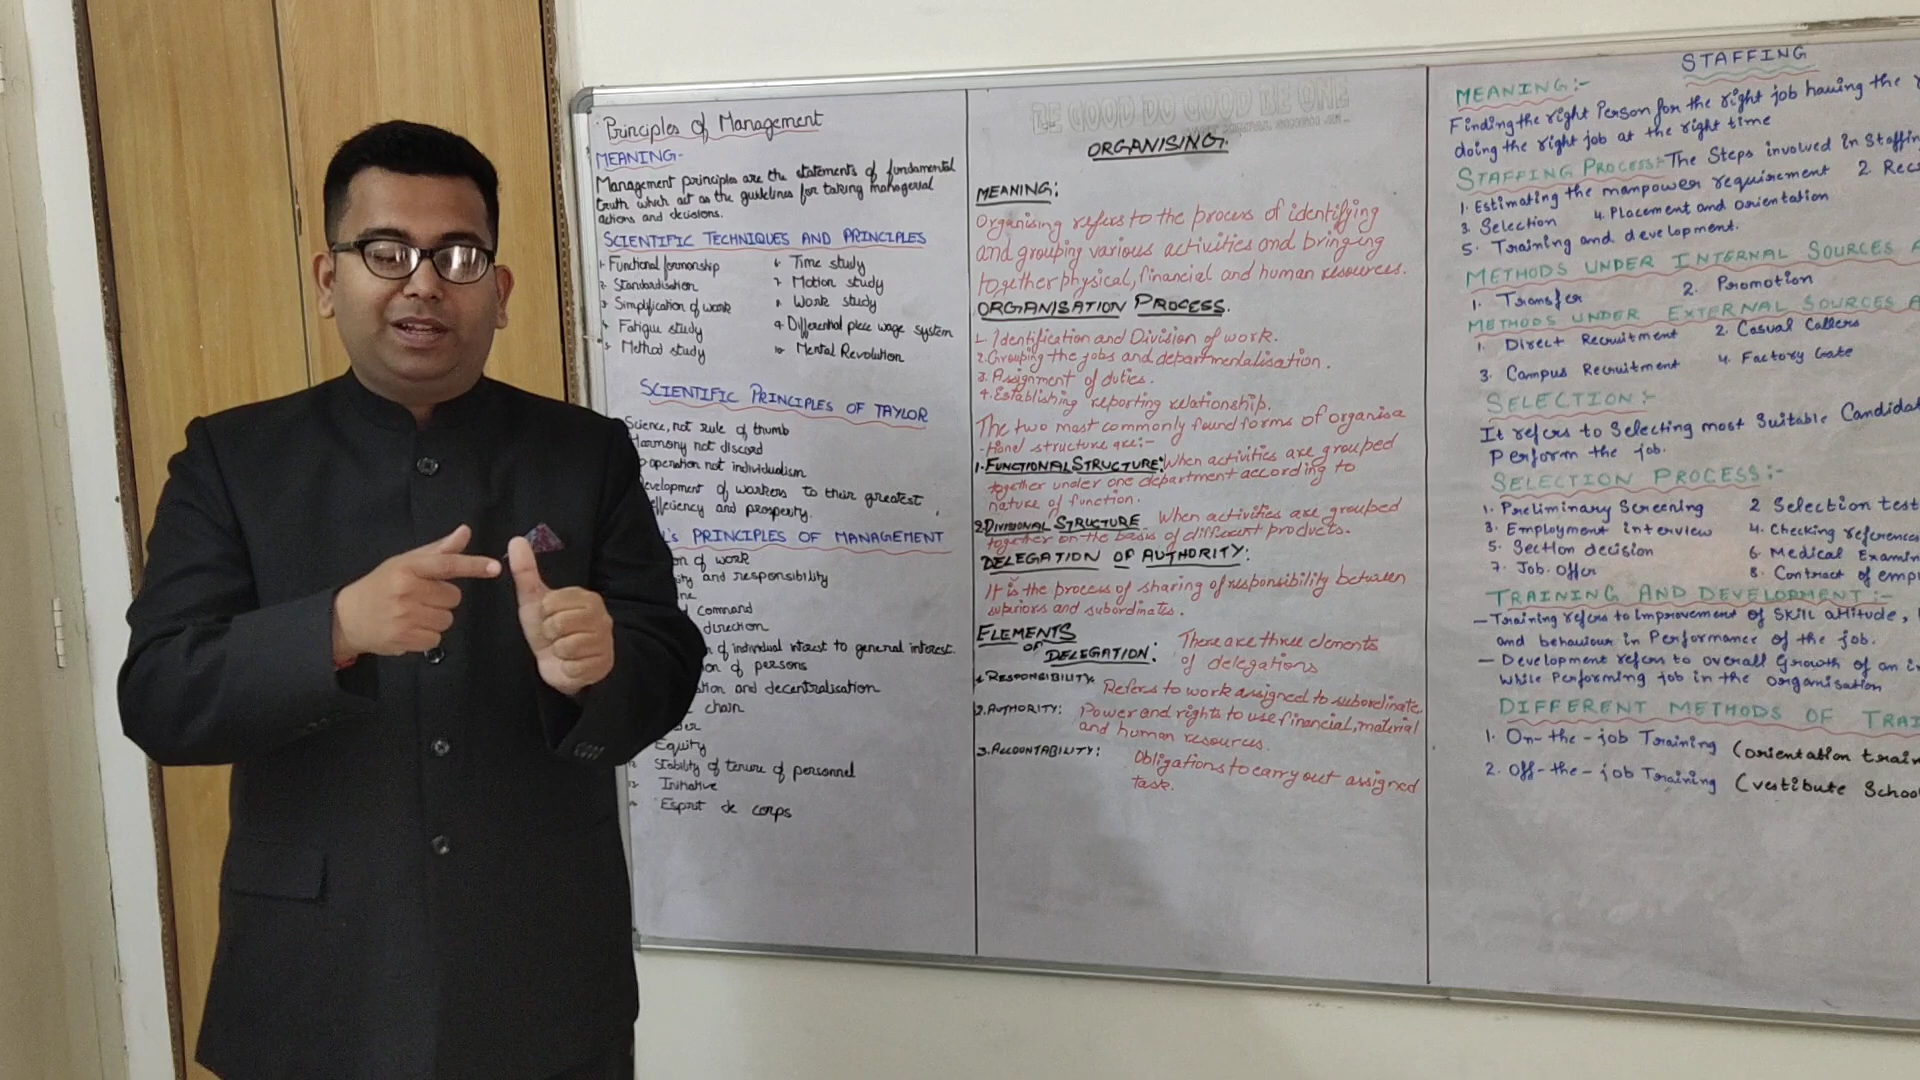 Principles of Management
MEANING-
Management principles are the statements of fundamental
truth which act as the guidelines for taking managerial
actions and decisions.
SCIENTIFIC TECHNIQUES AND PRINCIPLES
1. Functional formonship
2. Standardisation
3. Simplification of work
4. Fatigue study
5. Method study
6. Time study
7. Motion study
8. Work study
9. Differential piece wage system
10. Mental Revolution
SCIENTIFIC PRINCIPLES OF TAYLOR
Science, not rule of thumb
Harmony not discord
operation not individualism
evelopment of workers to their greatest
efficiency and prosperity.
L's PRINCIPLES OF MANAGEMENT
on of work
ity and responsibility
ine
command
direction
n of individual interest to general interest.
ion of persons
ation and decentralisation
chain
der
Equity
12. Stability of tenure of personnel
13. Initiative
14. Esprit de corps
BE GOOD DO GOOD BE ONE
ORGANISING.
MEANING:
Organising refers to the process of identifying
and grouping various activities and bringing
together physical, financial and human resources.
ORGANISATION PROCESS.
1. Identification and Division of work.
2. Grouping the jobs and departmentalisation.
3. Assignment of duties.
4. Establishing reporting relationship.
The two most commonly found forms of organisa
-tional structure are:-
1. FUNCTIONAL STRUCTURE: When activities are grouped
together under one department according to
nature of function.
2. DIVISIONAL STRUCTURE When activities are grouped
together on the basis of different products.
DELEGATION OF AUTHORITY:
It is the process of sharing of responsibility between
superiors and subordinates.
ELEMENTS OF DELEGATION: There are three elements
of delegations
1. RESPONSIBILITY. Refers to work assigned to subordinate
2. AUTHORITY: Power and rights to use financial, material
and human resources.
3. ACCOUNTABILITY: Obligations to carry out assigned
task.
STAFFING
MEANING:-
Finding the right Person for the right job having the
doing the right job at the right time
STAFFING PROCESS:- The Steps involved in Staffin
1. Estimating the manpower requirement 2. Rec
3. Selection 4. Placement and orientation
5. Training and development.
METHODS UNDER INTERNAL SOURCES A
1. Transfer 2. Promotion
METHODS UNDER EXTERNAL SOURCES A
1. Direct Recruitment 2. Casual Callers
3. Campus Recruitment 4. Factory Gate
SELECTION:-
It refers to Selecting most Suitable Candida
Perform the job.
SELECTION PROCESS:-
1. Preliminary Screening 2 Selection test
3. Employment interview 4. Checking references
5. Section decision 6. Medical Examin
7. Job. Offer 8. Contract of emp
TRAINING AND DEVELOPMENT:-
- Training refers to Improvement of Skill attitude,
and behaviour in Performance of the job.
- Development refers to overall Growth of an i
while Performing job in the organisation
DIFFERENT METHODS OF TRAI
1. On-the-job Training (orientation train
2. Off-the-job Training (vestibute Schoo